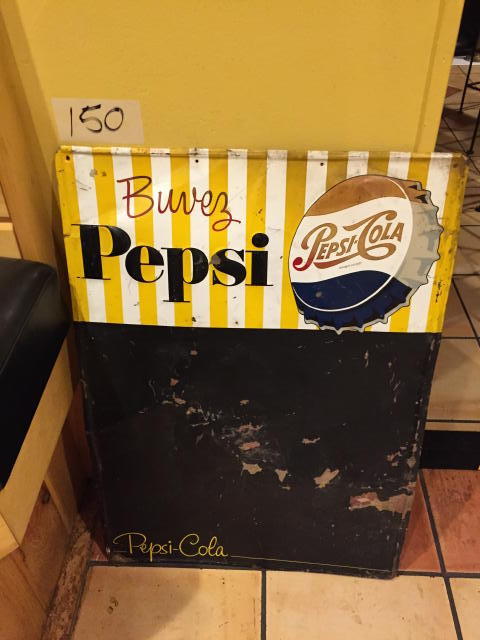 150
Buvez
Pepsi
PEPSI-COLA
Pepsi-Cola